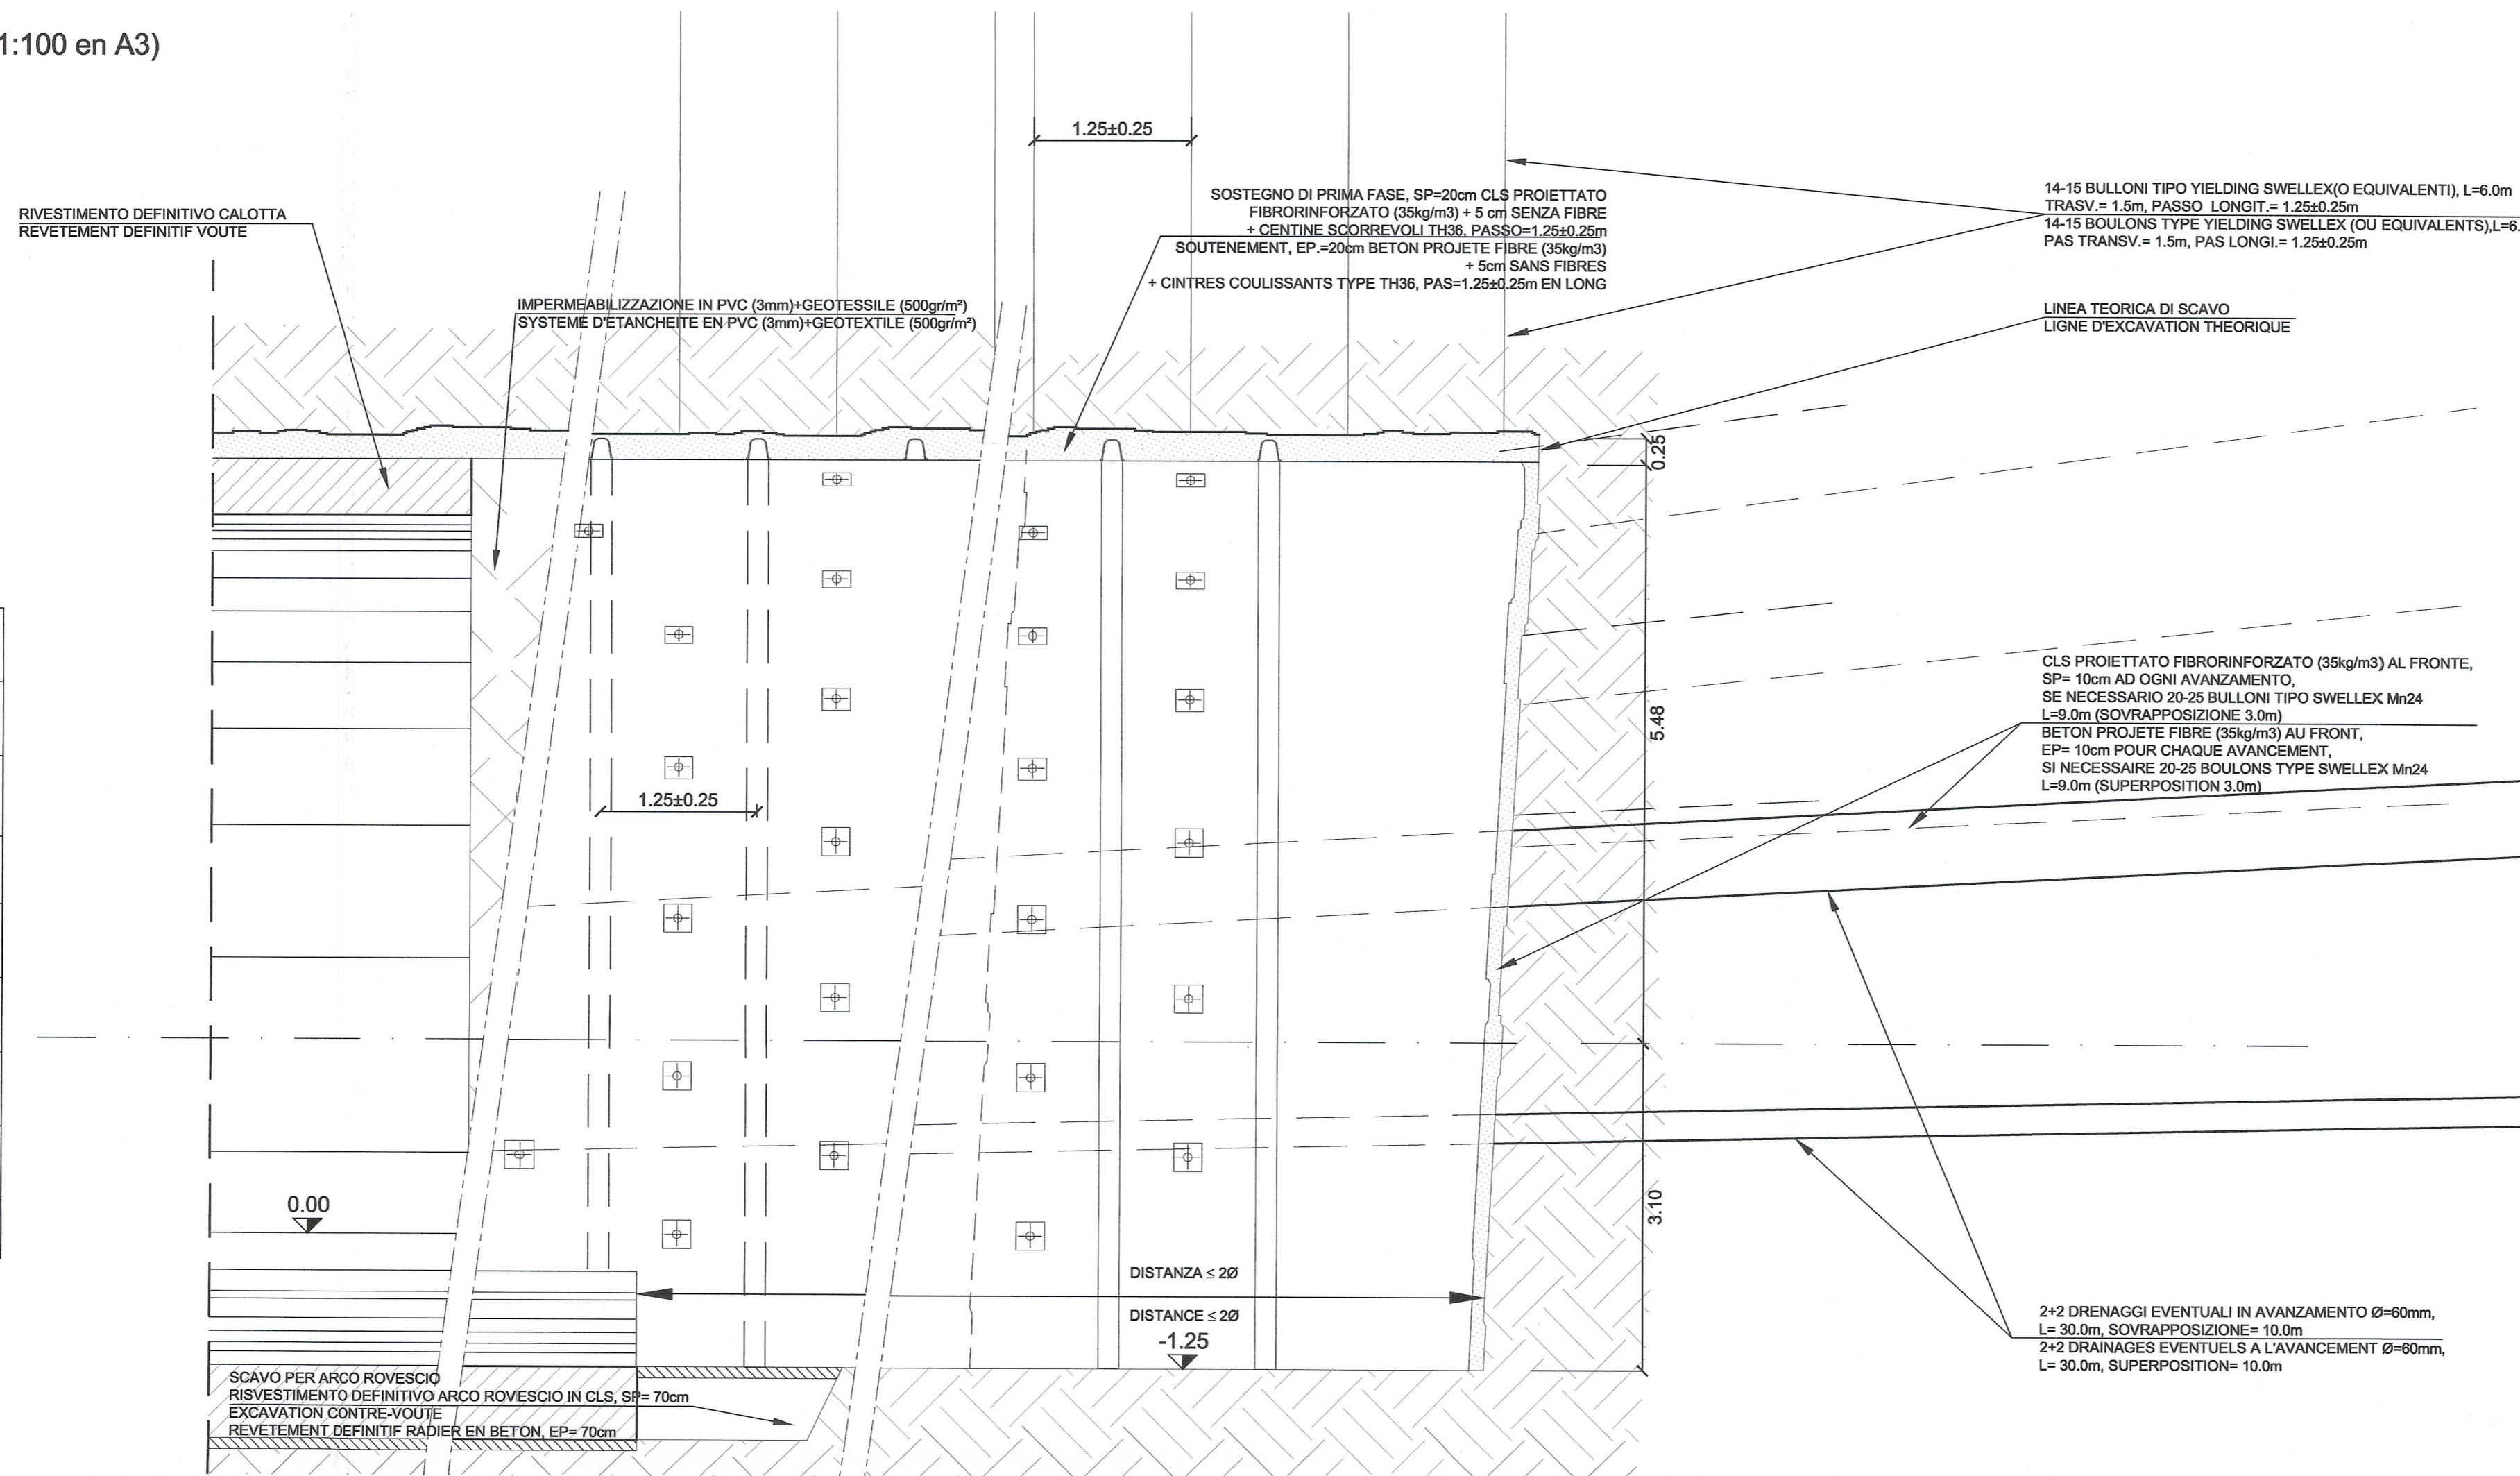 1:100 en A3)
1.25±0.25
RIVESTIMENTO DEFINITIVO CALOTTA
REVETEMENT DEFINITIF VOUTE
SOSTEGNO DI PRIMA FASE, SP=20cm CLS PROIETTATO
FIBRORINFORZATO (35kg/m3) + 5 cm SENZA FIBRE
+ CENTINE SCORREVOLI TH36, PASSO=1.25±0.25m
SOUTENEMENT, EP.=20cm BETON PROJETE FIBRE (35kg/m3)
+ 5cm SANS FIBRES
+ CINTRES COULISSANTS TYPE TH36, PAS=1.25±0.25m EN LONG
14-15 BULLONI TIPO YIELDING SWELLEX(O EQUIVALENTI), L=6.0m
TRASV.= 1.5m, PASSO LONGIT.= 1.25±0.25m
14-15 BOULONS TYPE YIELDING SWELLEX (OU EQUIVALENTS),L=6.
PAS TRANSV.= 1.5m, PAS LONGI.= 1.25±0.25m
IMPERMEABILIZZAZIONE IN PVC (3mm)+GEOTESSILE (500gr/m²)
SYSTEME D'ETANCHEITE EN PVC (3mm)+GEOTEXTILE (500gr/m²)
LINEA TEORICA DI SCAVO
LIGNE D'EXCAVATION THEORIQUE
0.25
5.48
CLS PROIETTATO FIBRORINFORZATO (35kg/m3) AL FRONTE,
SP= 10cm AD OGNI AVANZAMENTO,
SE NECESSARIO 20-25 BULLONI TIPO SWELLEX Mn24
L=9.0m (SOVRAPPOSIZIONE 3.0m)
BETON PROJETE FIBRE (35kg/m3) AU FRONT,
EP= 10cm POUR CHAQUE AVANCEMENT,
SI NECESSAIRE 20-25 BOULONS TYPE SWELLEX Mn24
L=9.0m (SUPERPOSITION 3.0m)
1.25±0.25
0.00
3.10
DISTANZA ≤ 2Ø
DISTANCE ≤ 2Ø
-1.25
2+2 DRENAGGI EVENTUALI IN AVANZAMENTO Ø=60mm,
L= 30.0m, SOVRAPPOSIZIONE= 10.0m
2+2 DRAINAGES EVENTUELS A L'AVANCEMENT Ø=60mm,
L= 30.0m, SUPERPOSITION= 10.0m
SCAVO PER ARCO ROVESCIO
RISVESTIMENTO DEFINITIVO ARCO ROVESCIO IN CLS, SP= 70cm
EXCAVATION CONTRE-VOUTE
REVETEMENT DEFINITIF RADIER EN BETON, EP= 70cm